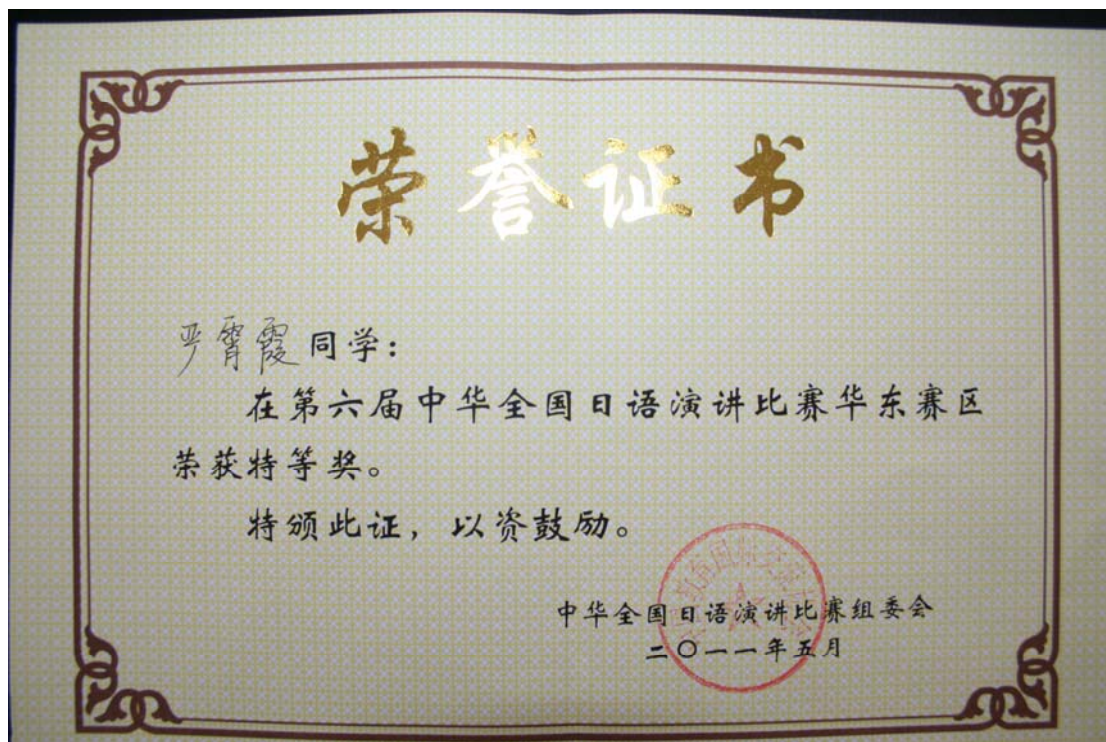 荣誉证书
严霄霞同学：
在第六届中华全国日语演讲比赛华东赛区
荣获特等奖。
特颁此证，以资鼓励。
中华全国日语演讲比赛组委会
二〇一一年五月